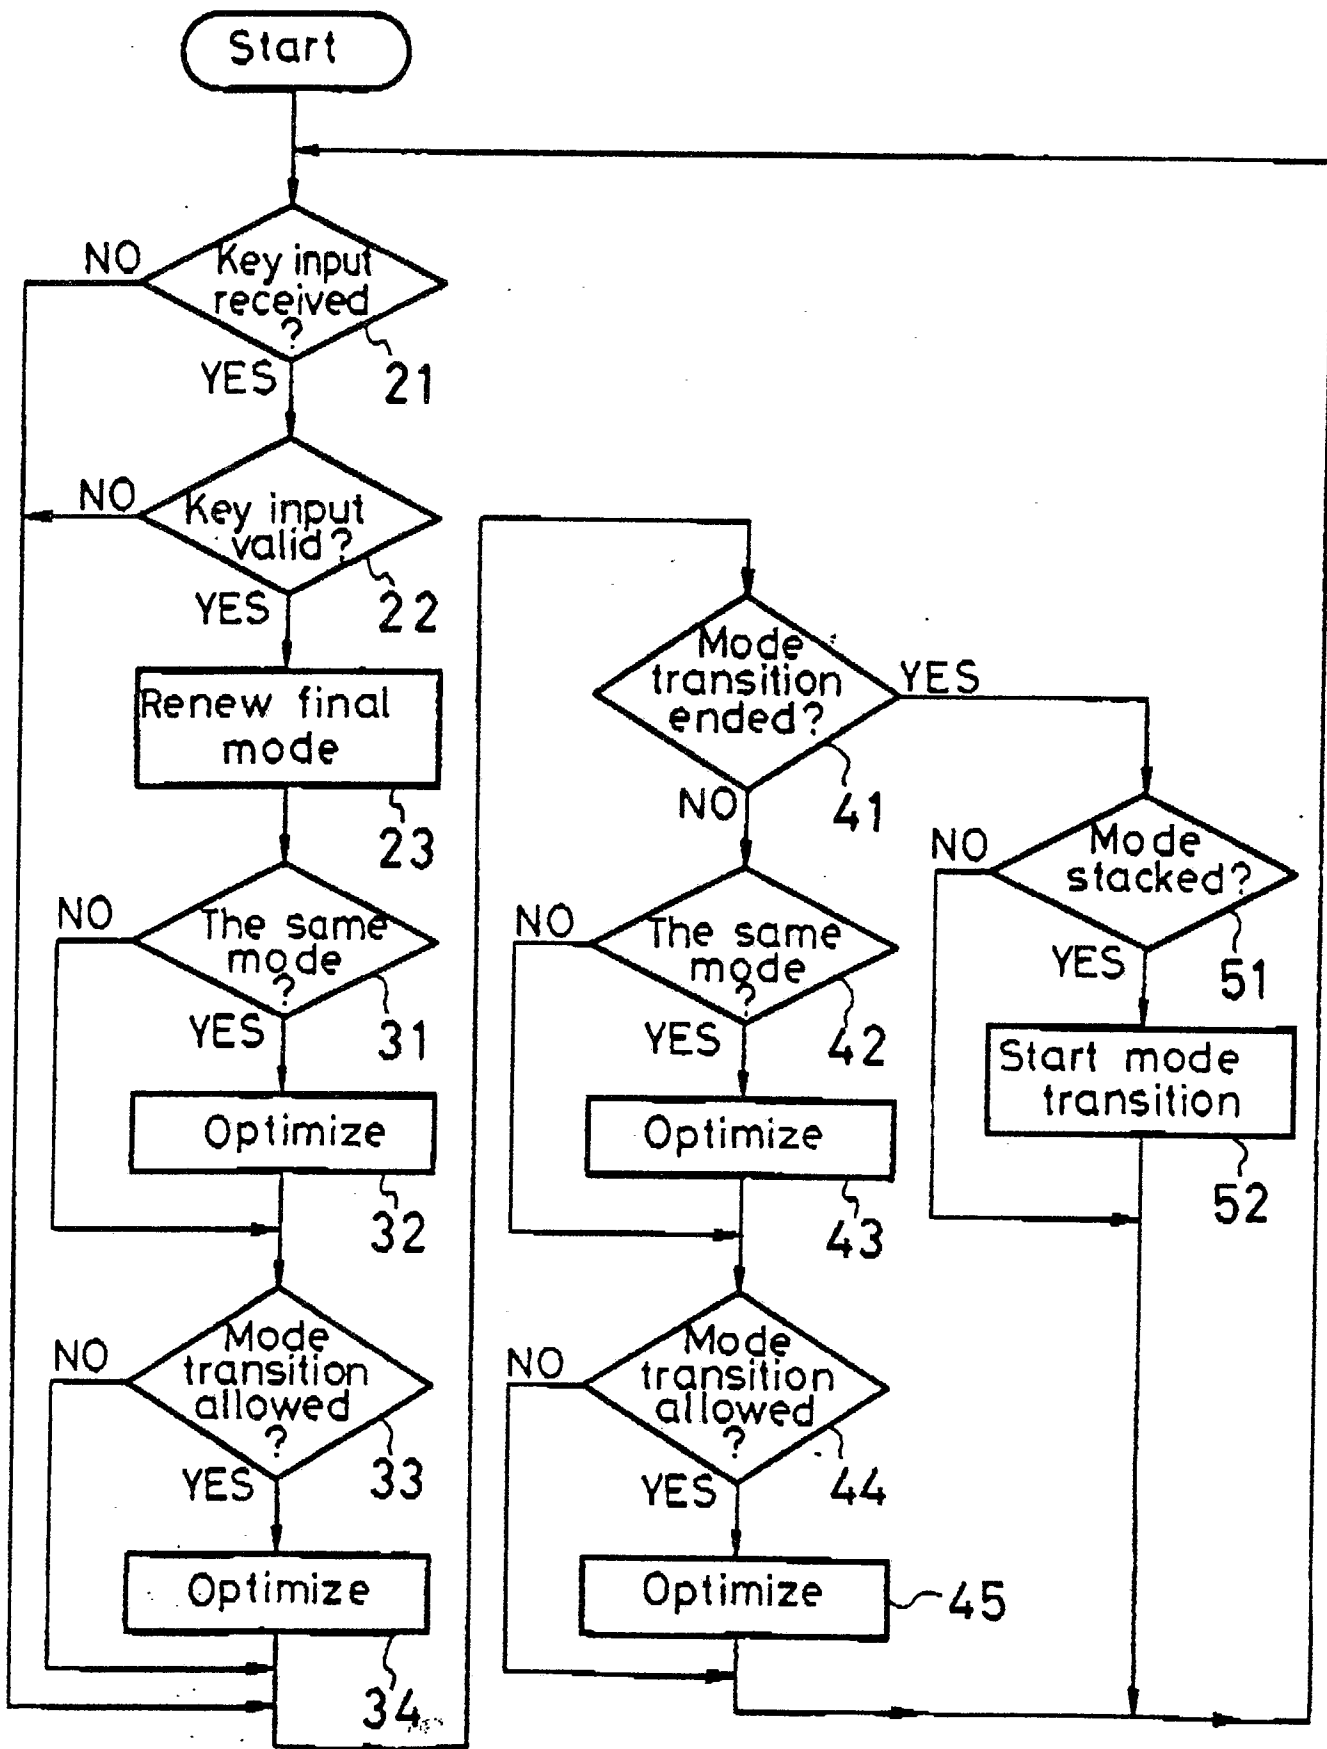 Start
NO
Key input
received
?
YES
21
NO
Key input
valid?
YES
22
Renew final
mode
23
NO
The same
mode
?
YES
31
Optimize
32
NO
Mode
transition
allowed
?
YES
33
Optimize
34
Mode
transition
ended?
YES
NO
41
NO
The same
mode
?
YES
42
Optimize
43
NO
Mode
transition
allowed
?
YES
44
Optimize
45
NO
Mode
stacked?
YES
51
Start mode
transition
52